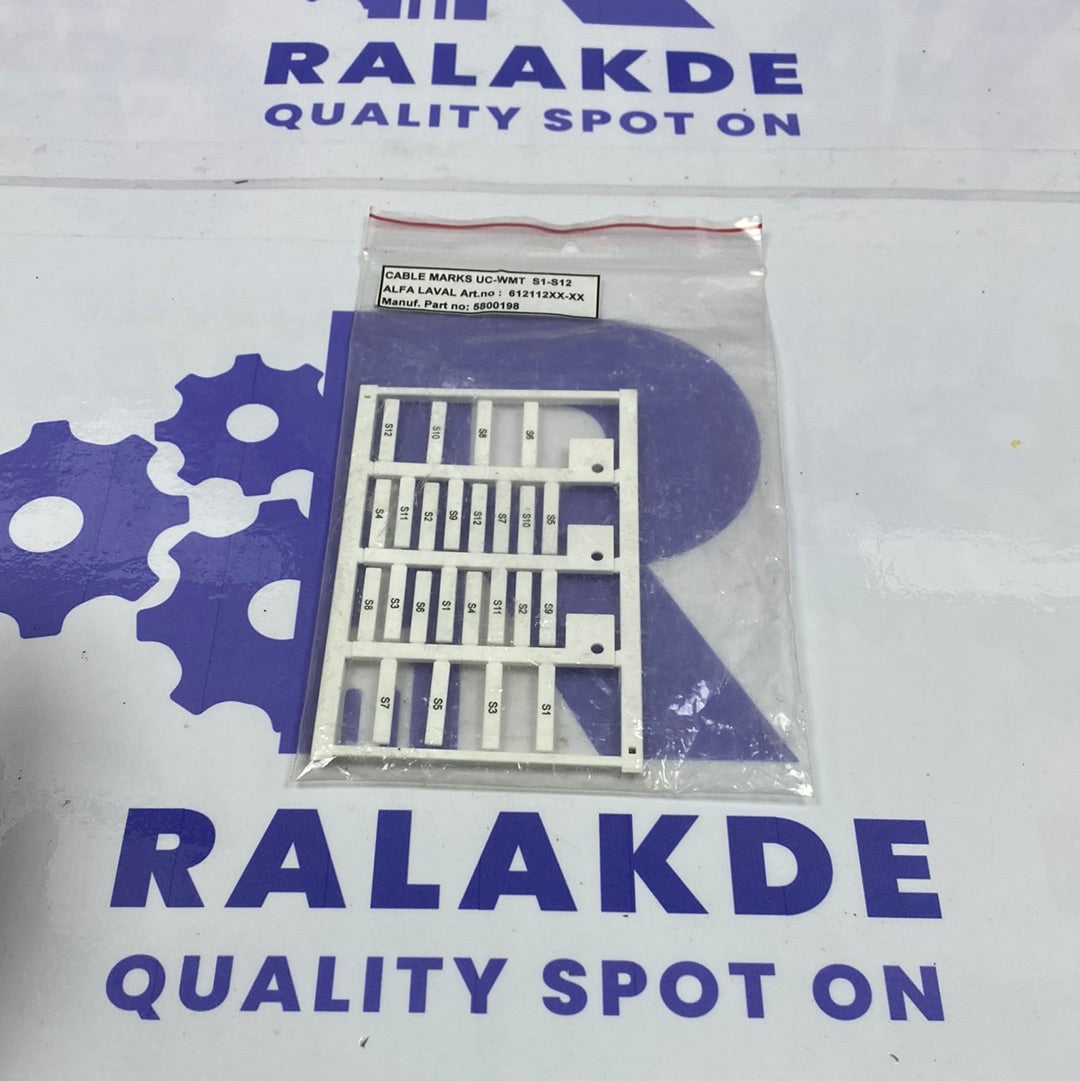 RALAKDE
QUALITY SPOT ON
CABLE MARKS UC-WMT S1-S12
ALFA LAVAL Art.no : 612112XX-XX
Manuf. Part no: 5800198
S12 S10 S8 S6
S4 S11 S2 S9 S12 S7 S10 S5
S8 S3 S6 S1 S4 S11 S2 S9
S7 S5 S3 S1
R
RALAKDE
QUALITY SPOT ON